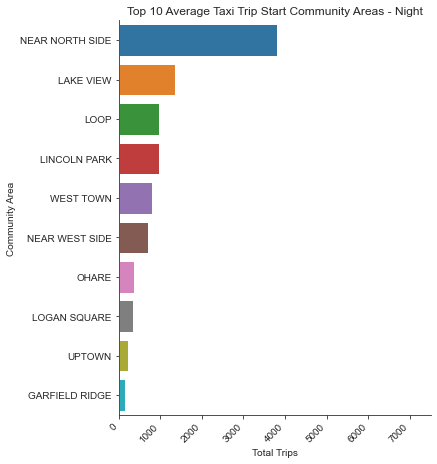 Top 10 Average Taxi Trip Start Community Areas - Night
NEAR NORTH SIDE
LAKE VIEW
LOOP
LINCOLN PARK
WEST TOWN
NEAR WEST SIDE
OHARE
LOGAN SQUARE
UPTOWN
GARFIELD RIDGE
Community Area
0 1000 2000 3000 4000 5000 6000 7000
Total Trips